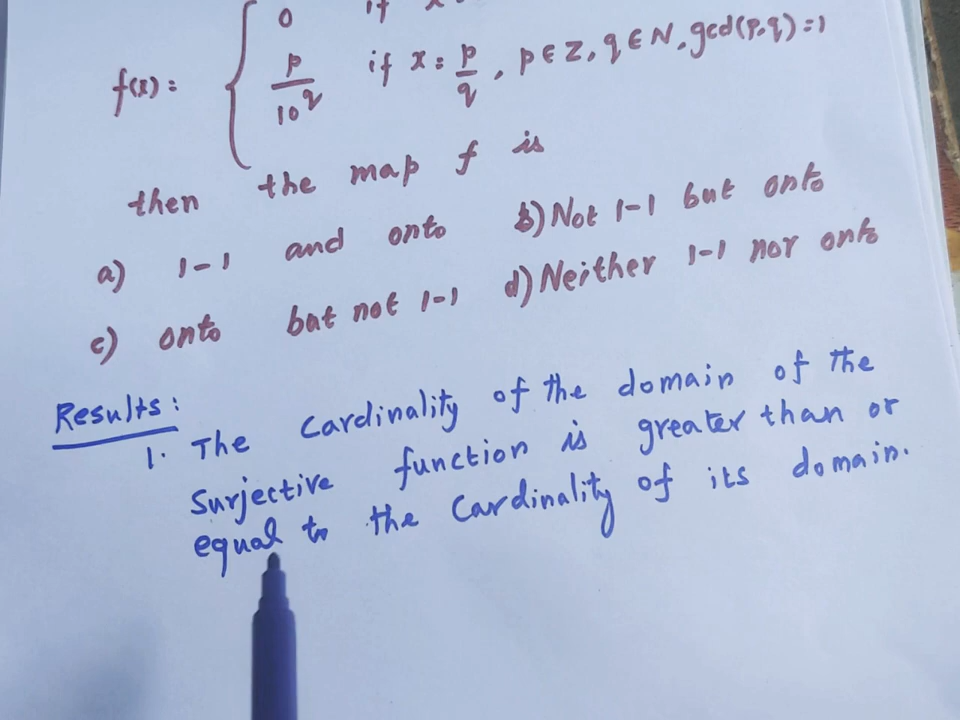 0 if x
f(x) = { p/10^q if x = p/q, p ∈ Z, q ∈ N, gcd(p,q) = 1
then the map f is
a) 1-1 and onto b) Not 1-1 but onto
c) onto but not 1-1 d) Neither 1-1 nor onto
Results:
1. The cardinality of the domain of the
surjective function is greater than or
equal to the cardinality of its domain.